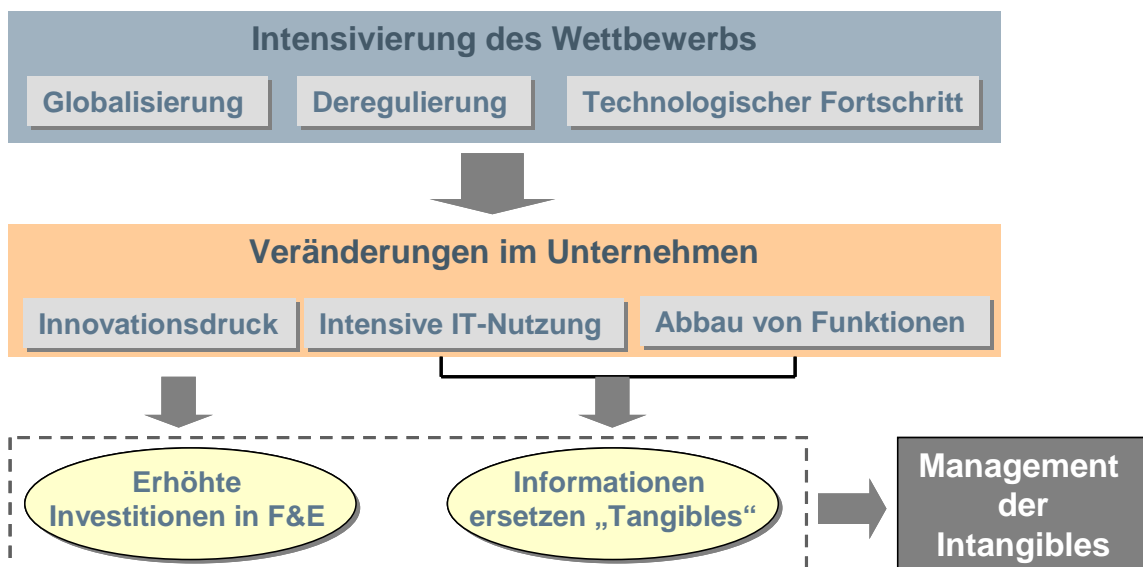 Intensivierung des Wettbewerbs
Globalisierung
Deregulierung
Technologischer Fortschritt
Veränderungen im Unternehmen
Innovationsdruck
Intensive IT-Nutzung
Abbau von Funktionen
Erhöhte
Investitionen in F&E
Informationen
ersetzen „Tangibles“
Management
der
Intangibles